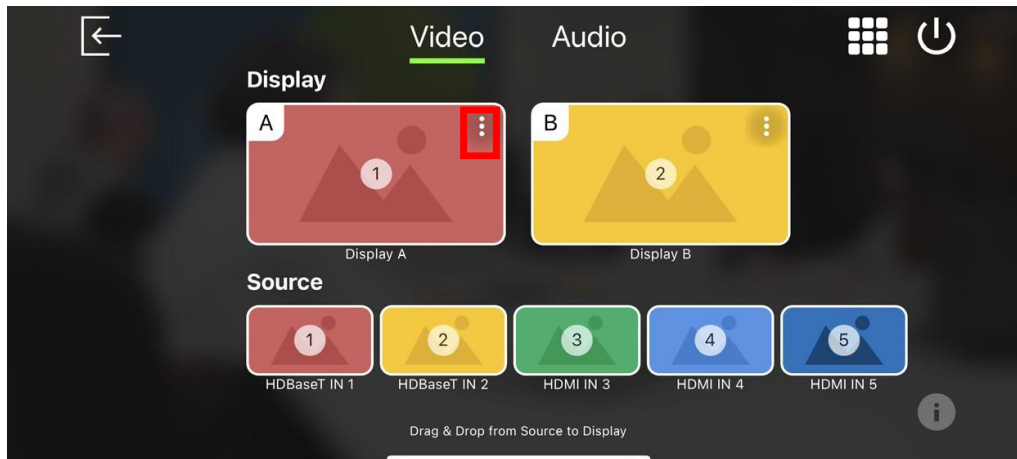 Video Audio
Display
A B
1 2
Display A Display B
Source
1 2 3 4 5
HDBaseT IN 1 HDBaseT IN 2 HDMI IN 3 HDMI IN 4 HDMI IN 5
i
Drag & Drop from Source to Display